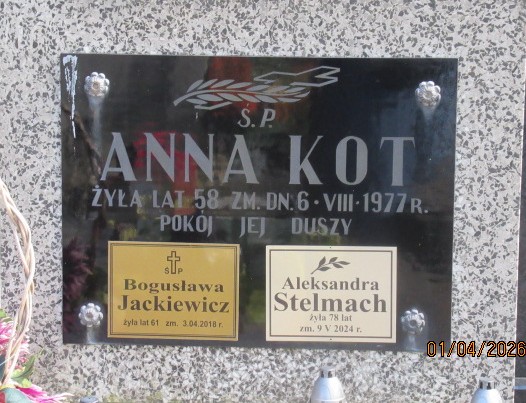 Ś.P.
ANNA KOT
ŻYŁA LAT 58 ZM. DN. 6 · VIII · 1977 R.
POKÓJ JEJ DUSZY
Ś P
Bogusława
Jackiewicz
żyła lat 61 zm. 3.04.2018 r.
Aleksandra
Stelmach
żyła 78 lat
zm. 9 V 2024 r.
01/04/2026